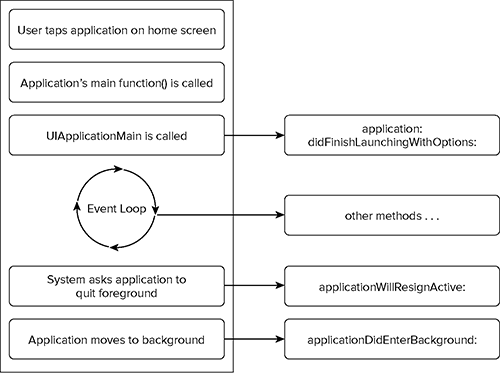 User taps application on home screen
Application's main function() is called
UIApplicationMain is called
application:
didFinishLaunchingWithOptions:
Event Loop
other methods . . .
System asks application to
quit foreground
applicationWillResignActive:
Application moves to background
applicationDidEnterBackground: